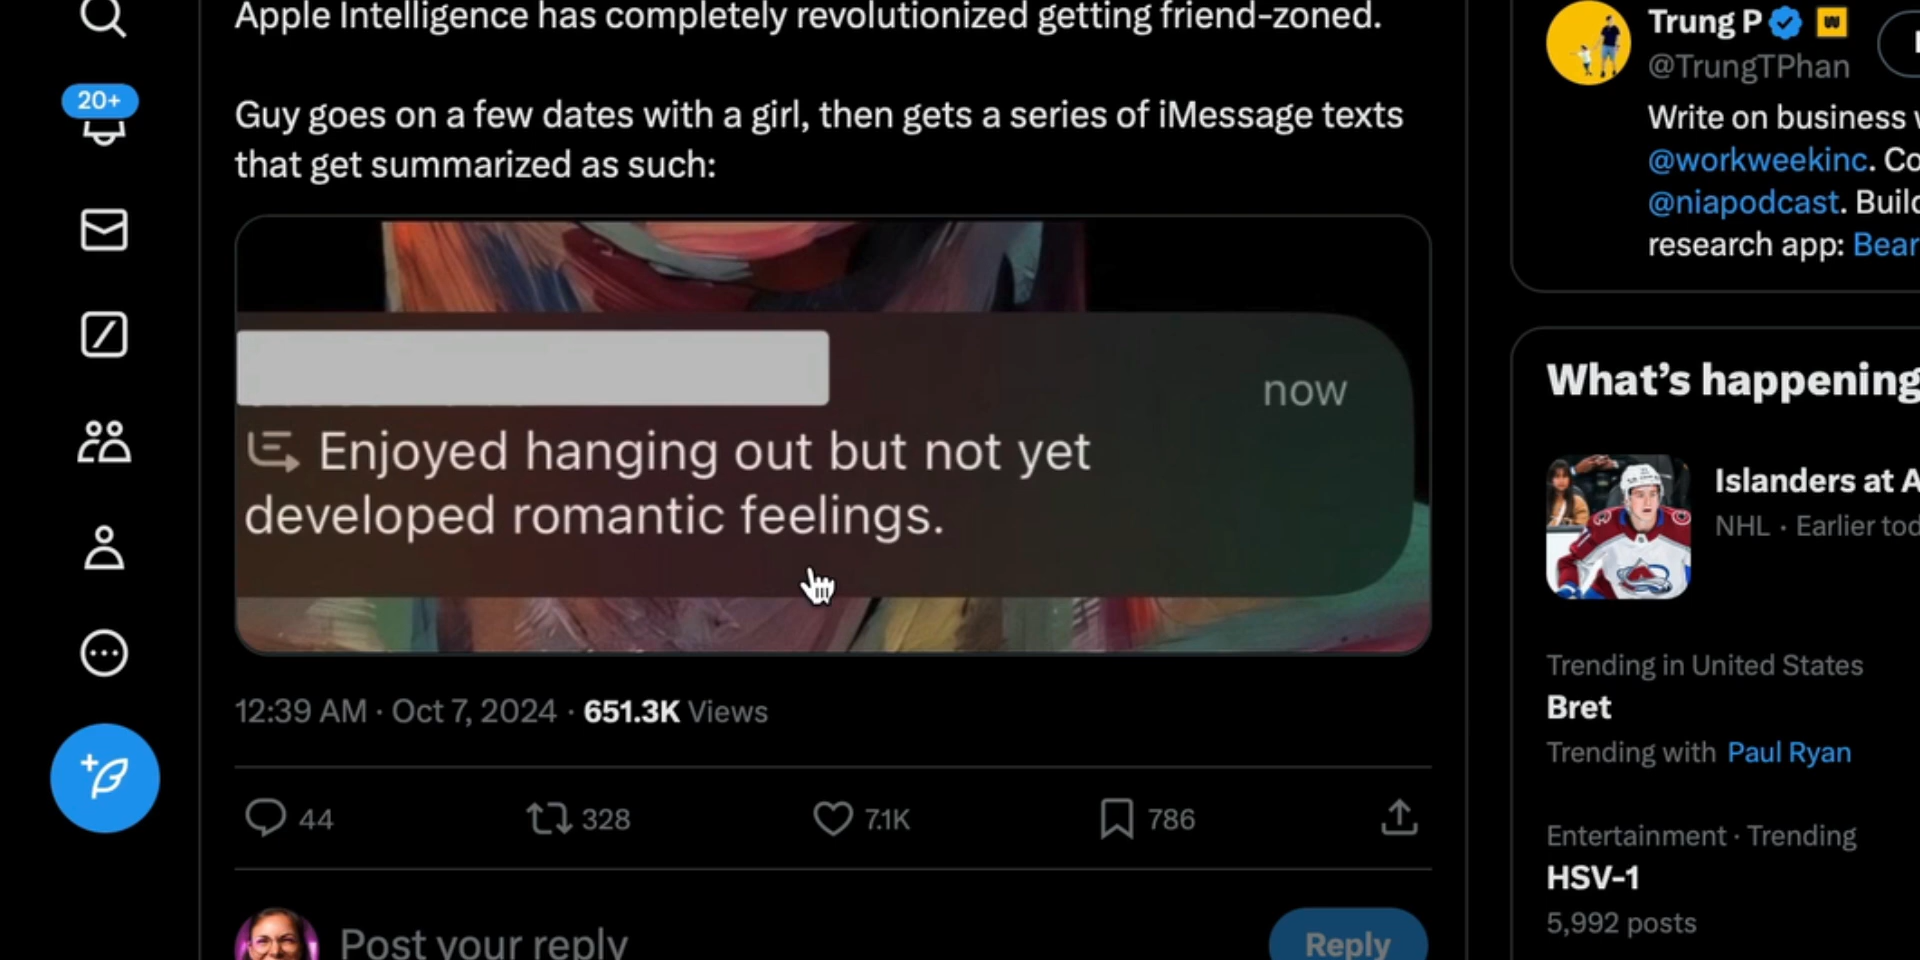 Apple Intelligence has completely revolutionized getting friend-zoned.
Guy goes on a few dates with a girl, then gets a series of iMessage texts
that get summarized as such:
now
Enjoyed hanging out but not yet
developed romantic feelings.
12:39 AM · Oct 7, 2024 · 651.3K Views
44 328 7.1K 786
Post your reply
Reply
20+
Trung P
@TrungTPhan
Write on business
@workweekinc. Co
@niapodcast. Build
research app: Bear
What's happening
Islanders at A
NHL · Earlier tod
Trending in United States
Bret
Trending with Paul Ryan
Entertainment · Trending
HSV-1
5,992 posts